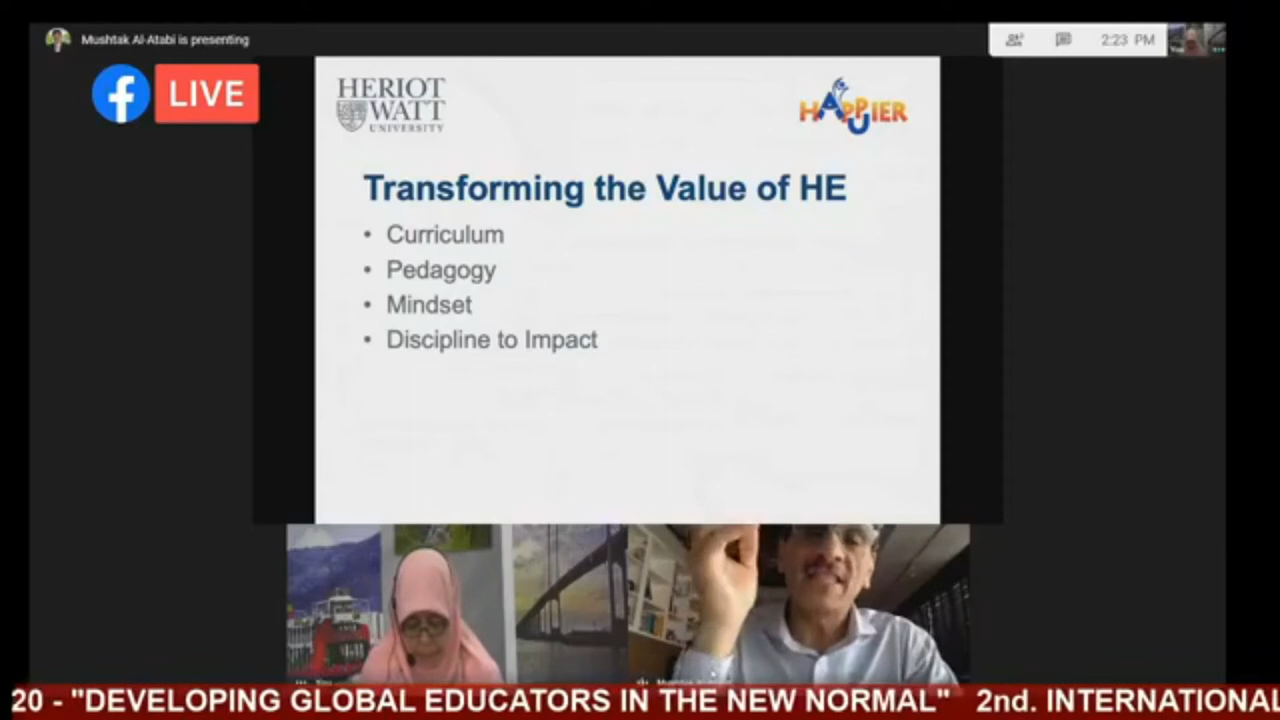 Mushtak Al-Atabi is presenting
2:23 PM
LIVE
HERIOT
WATT
UNIVERSITY
HAPPIER
U
Transforming the Value of HE
• Curriculum
• Pedagogy
• Mindset
• Discipline to Impact
20 - "DEVELOPING GLOBAL EDUCATORS IN THE NEW NORMAL" 2nd. INTERNATIONAL